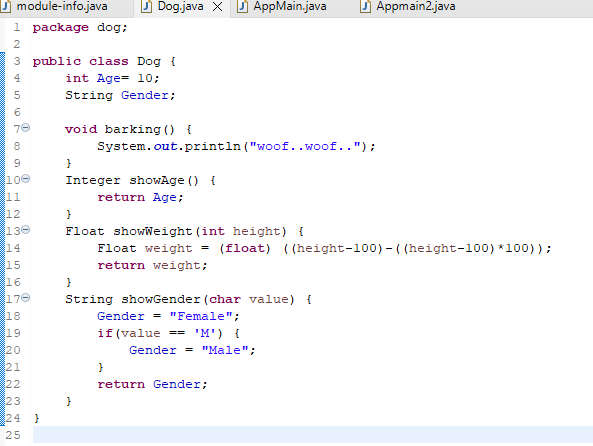 module-info.java Dog.java AppMain.java Appmain2.java
1 package dog;
2
3 public class Dog {
4     int Age= 10;
5     String Gender;
6
7     void barking() {
8         System.out.println("woof..woof..");
9     }
10     Integer showAge() {
11         return Age;
12     }
13     Float showWeight(int height) {
14         Float weight = (float) ((height-100)-((height-100)*100));
15         return weight;
16     }
17     String showGender(char value) {
18         Gender = "Female";
19         if(value == 'M') {
20             Gender = "Male";
21         }
22         return Gender;
23     }
24 }
25